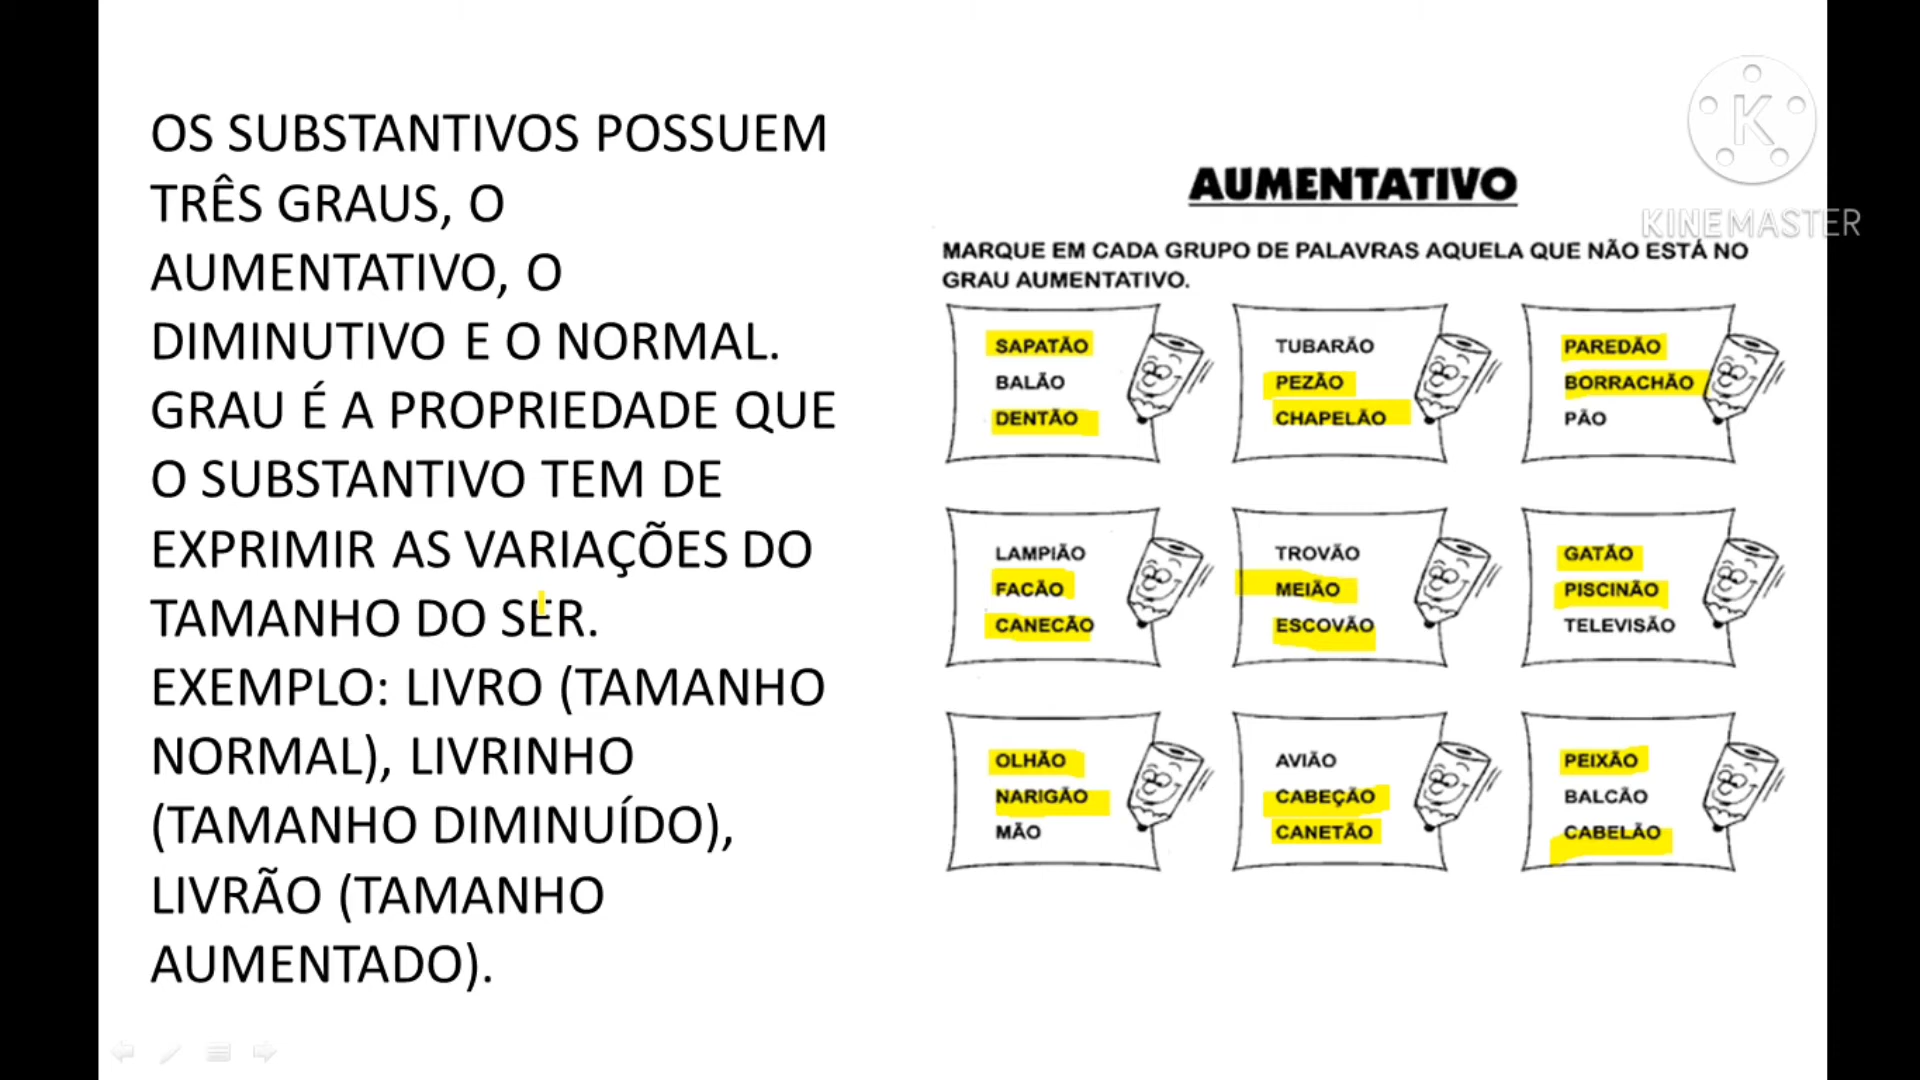 OS SUBSTANTIVOS POSSUEM
TRÊS GRAUS, O
AUMENTATIVO, O
DIMINUTIVO E O NORMAL.
GRAU É A PROPRIEDADE QUE
O SUBSTANTIVO TEM DE
EXPRIMIR AS VARIAÇÕES DO
TAMANHO DO SER.
EXEMPLO: LIVRO (TAMANHO
NORMAL), LIVRINHO
(TAMANHO DIMINUÍDO),
LIVRÃO (TAMANHO
AUMENTADO).
K
KINEMASTER
AUMENTATIVO
MARQUE EM CADA GRUPO DE PALAVRAS AQUELA QUE NÃO ESTÁ NO
GRAU AUMENTATIVO.
SAPATÃO
BALÃO
DENTÃO
TUBARÃO
PEZÃO
CHAPELÃO
PAREDÃO
BORRACHÃO
PÃO
LAMPIÃO
FACÃO
CANECÃO
TROVÃO
MEIÃO
ESCOVÃO
GATÃO
PISCINÃO
TELEVISÃO
OLHÃO
NARIGÃO
MÃO
AVIÃO
CABEÇÃO
CANETÃO
PEIXÃO
BALCÃO
CABELÃO